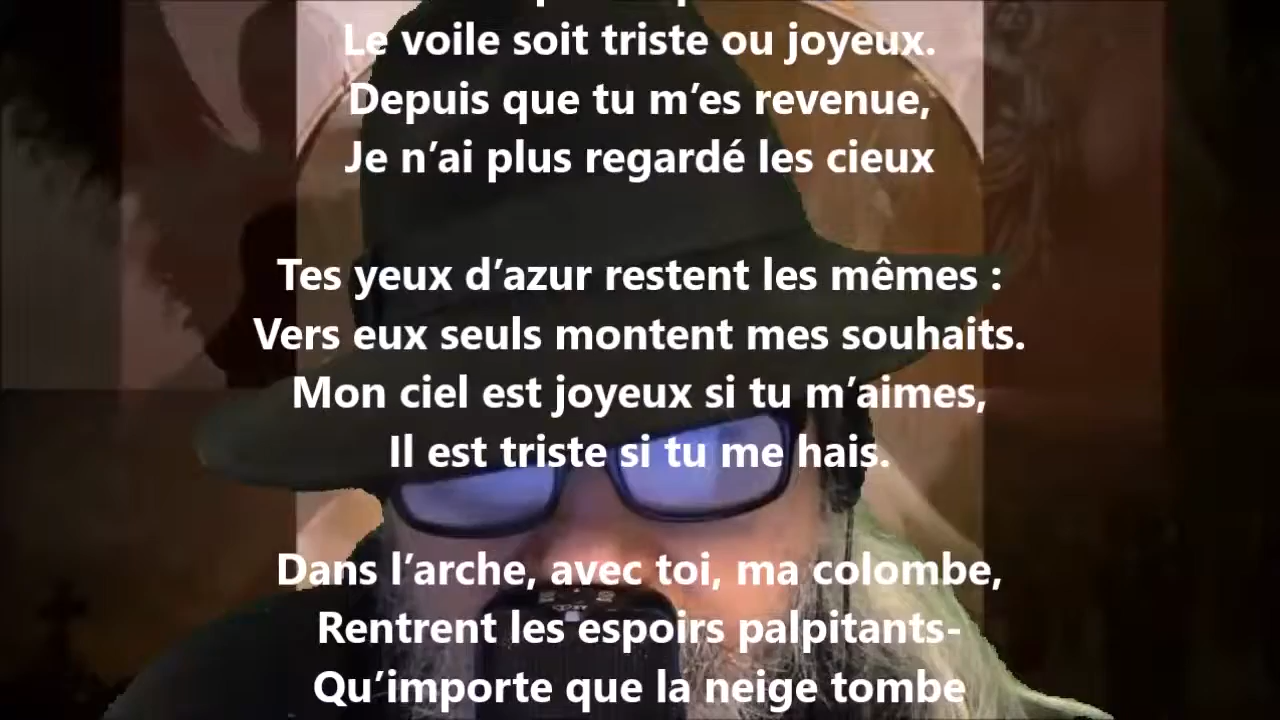 Le voile soit triste ou joyeux.
Depuis que tu m’es revenue,
Je n’ai plus regardé les cieux
Tes yeux d’azur restent les mêmes :
Vers eux seuls montent mes souhaits.
Mon ciel est joyeux si tu m’aimes,
Il est triste si tu me hais.
Dans l’arche, avec toi, ma colombe,
Rentrent les espoirs palpitants-
Qu’importe que la neige tombe